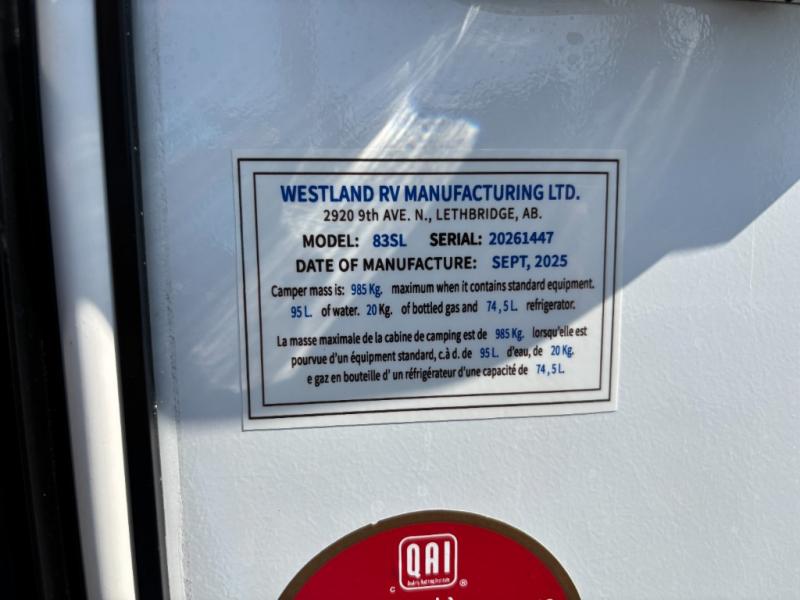 WESTLAND RV MANUFACTURING LTD.
2920 9th AVE. N., LETHBRIDGE, AB.
MODEL: 83SL SERIAL: 20261447
DATE OF MANUFACTURE: SEPT, 2025
Camper mass is: 985 Kg. maximum when it contains standard equipment.
95 L. of water. 20 Kg. of bottled gas and 74,5 L. refrigerator.
La masse maximale de la cabine de camping est de 985 Kg. lorsqu'elle est
pourvue d'un équipment standard, c.à d. de 95 L. d'eau, de 20 Kg.
e gaz en bouteille d' un réfrigérateur d'une capacité de 74,5 L.
QAI
C ®